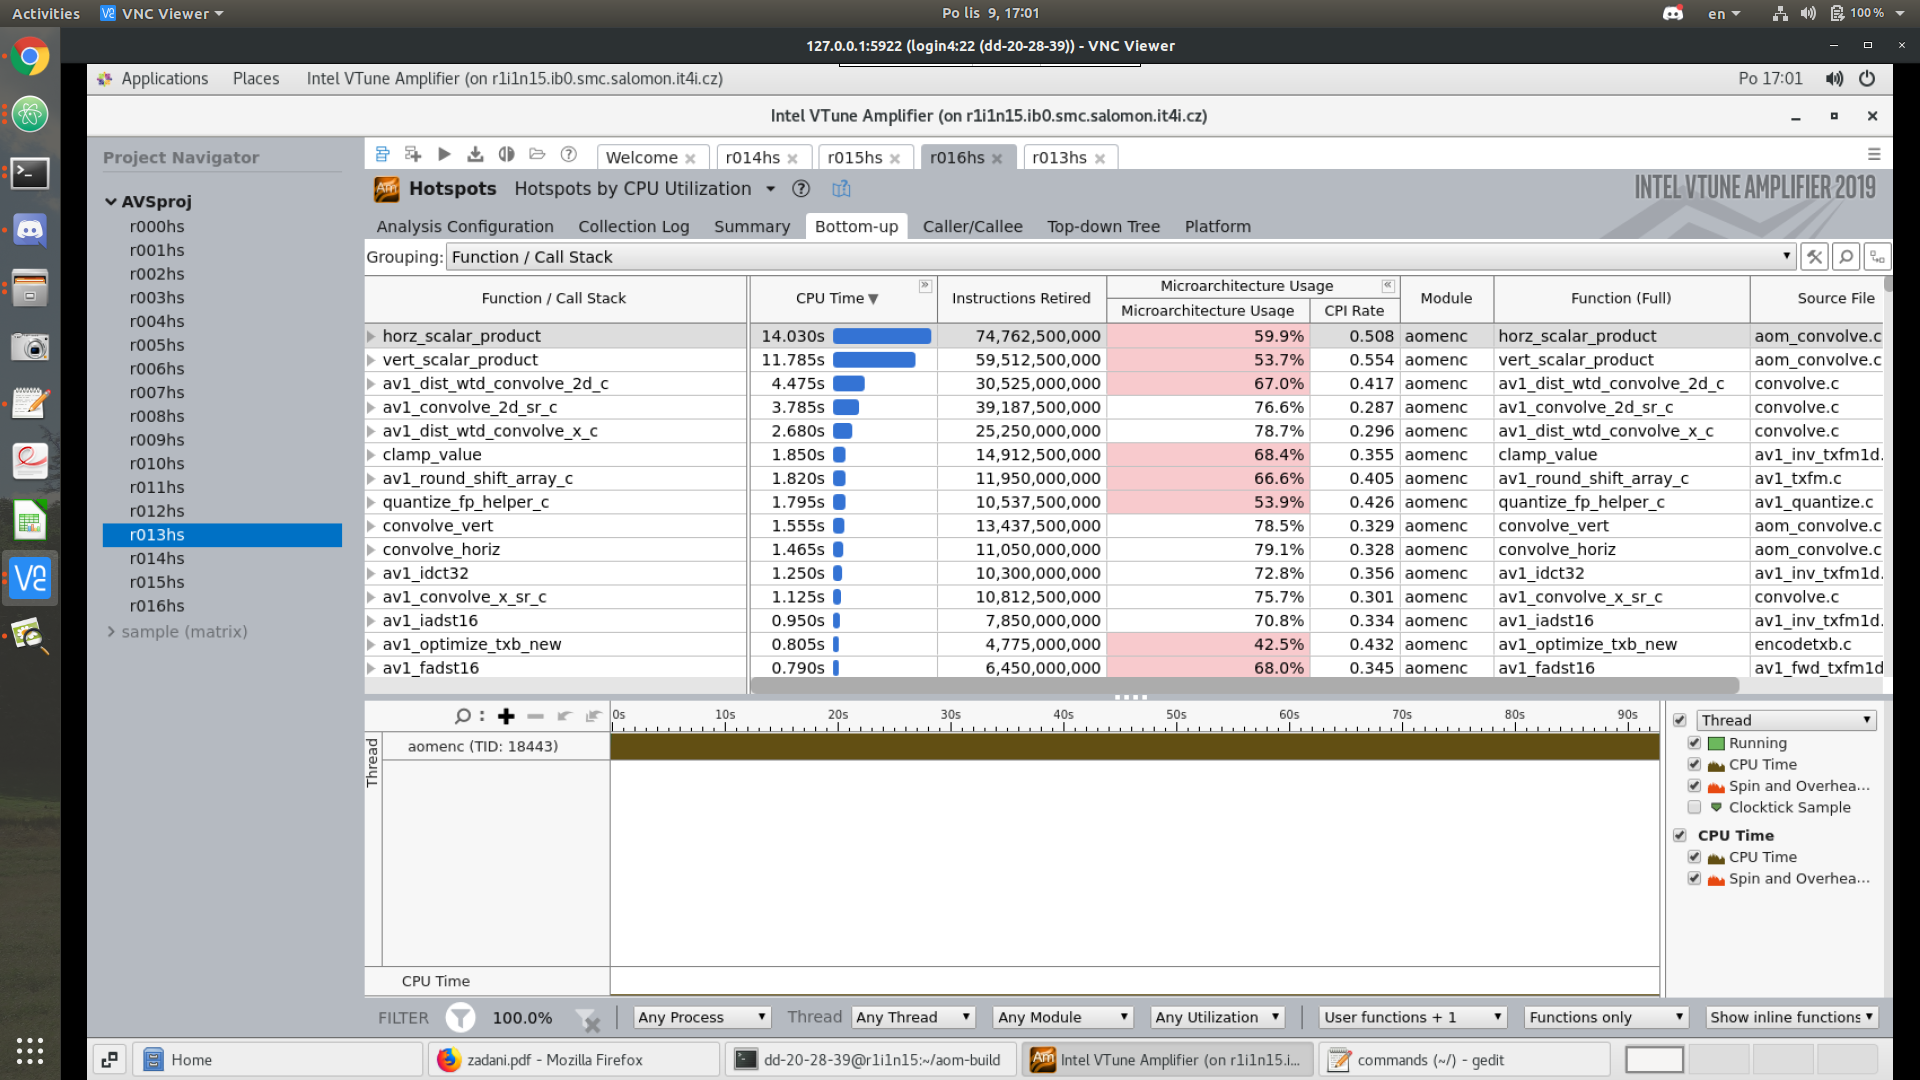 Activities VNC Viewer Po lis 9, 17:01 en 100%
127.0.0.1:5922 (login4:22 (dd-20-28-39)) - VNC Viewer
Applications Places Intel VTune Amplifier (on r1i1n15.ib0.smc.salomon.it4i.cz) Po 17:01
Intel VTune Amplifier (on r1i1n15.ib0.smc.salomon.it4i.cz)
Project Navigator
AVSproj
r000hs
r001hs
r002hs
r003hs
r004hs
r005hs
r006hs
r007hs
r008hs
r009hs
r010hs
r011hs
r012hs
r013hs
r014hs
r015hs
r016hs
sample (matrix)
Welcome r014hs r015hs r016hs r013hs
Am Hotspots Hotspots by CPU Utilization INTEL VTUNE AMPLIFIER 2019
Analysis Configuration Collection Log Summary Bottom-up Caller/Callee Top-down Tree Platform
Grouping: Function / Call Stack
Function / Call Stack CPU Time Instructions Retired Microarchitecture Usage Module Function (Full) Source File
Microarchitecture Usage CPI Rate
horz_scalar_product 14.030s 74,762,500,000 59.9% 0.508 aomenc horz_scalar_product aom_convolve.c
vert_scalar_product 11.785s 59,512,500,000 53.7% 0.554 aomenc vert_scalar_product aom_convolve.c
av1_dist_wtd_convolve_2d_c 4.475s 30,525,000,000 67.0% 0.417 aomenc av1_dist_wtd_convolve_2d_c convolve.c
av1_convolve_2d_sr_c 3.785s 39,187,500,000 76.6% 0.287 aomenc av1_convolve_2d_sr_c convolve.c
av1_dist_wtd_convolve_x_c 2.680s 25,250,000,000 78.7% 0.296 aomenc av1_dist_wtd_convolve_x_c convolve.c
clamp_value 1.850s 14,912,500,000 68.4% 0.355 aomenc clamp_value av1_inv_txfm1d.
av1_round_shift_array_c 1.820s 11,950,000,000 66.6% 0.405 aomenc av1_round_shift_array_c av1_txfm.c
quantize_fp_helper_c 1.795s 10,537,500,000 53.9% 0.426 aomenc quantize_fp_helper_c av1_quantize.c
convolve_vert 1.555s 13,437,500,000 78.5% 0.329 aomenc convolve_vert aom_convolve.c
convolve_horiz 1.465s 11,050,000,000 79.1% 0.328 aomenc convolve_horiz aom_convolve.c
av1_idct32 1.250s 10,300,000,000 72.8% 0.356 aomenc av1_idct32 av1_inv_txfm1d.
av1_convolve_x_sr_c 1.125s 10,812,500,000 75.7% 0.301 aomenc av1_convolve_x_sr_c convolve.c
av1_iadst16 0.950s 7,850,000,000 70.8% 0.334 aomenc av1_iadst16 av1_inv_txfm1d.
av1_optimize_txb_new 0.805s 4,775,000,000 42.5% 0.432 aomenc av1_optimize_txb_new encodetxb.c
av1_fadst16 0.790s 6,450,000,000 68.0% 0.345 aomenc av1_fadst16 av1_fwd_txfm1d
0s 10s 20s 30s 40s 50s 60s 70s 80s 90s
Thread
aomenc (TID: 18443)
CPU Time
Thread
Running
CPU Time
Spin and Overhea...
Clocktick Sample
CPU Time
CPU Time
Spin and Overhea...
FILTER 100.0% Any Process Thread Any Thread Any Module Any Utilization User functions + 1 Functions only Show inline functions
Home zadani.pdf - Mozilla Firefox dd-20-28-39@r1i1n15:~/aom-build Am Intel VTune Amplifier (on r1i1n15.i... commands (~/) - gedit